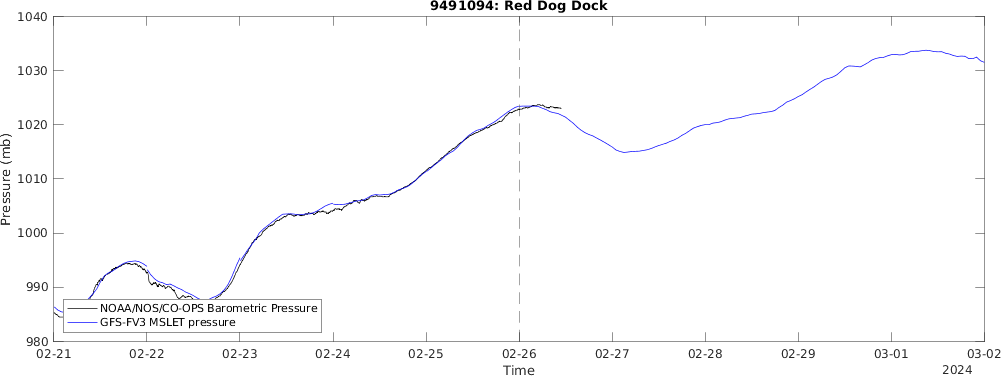 9491094: Red Dog Dock
Pressure (mb)
1040
1030
1020
1010
1000
990
980
NOAA/NOS/CO-OPS Barometric Pressure
GFS-FV3 MSLET pressure
02-21 02-22 02-23 02-24 02-25 02-26 02-27 02-28 02-29 03-01 03-02
Time
2024